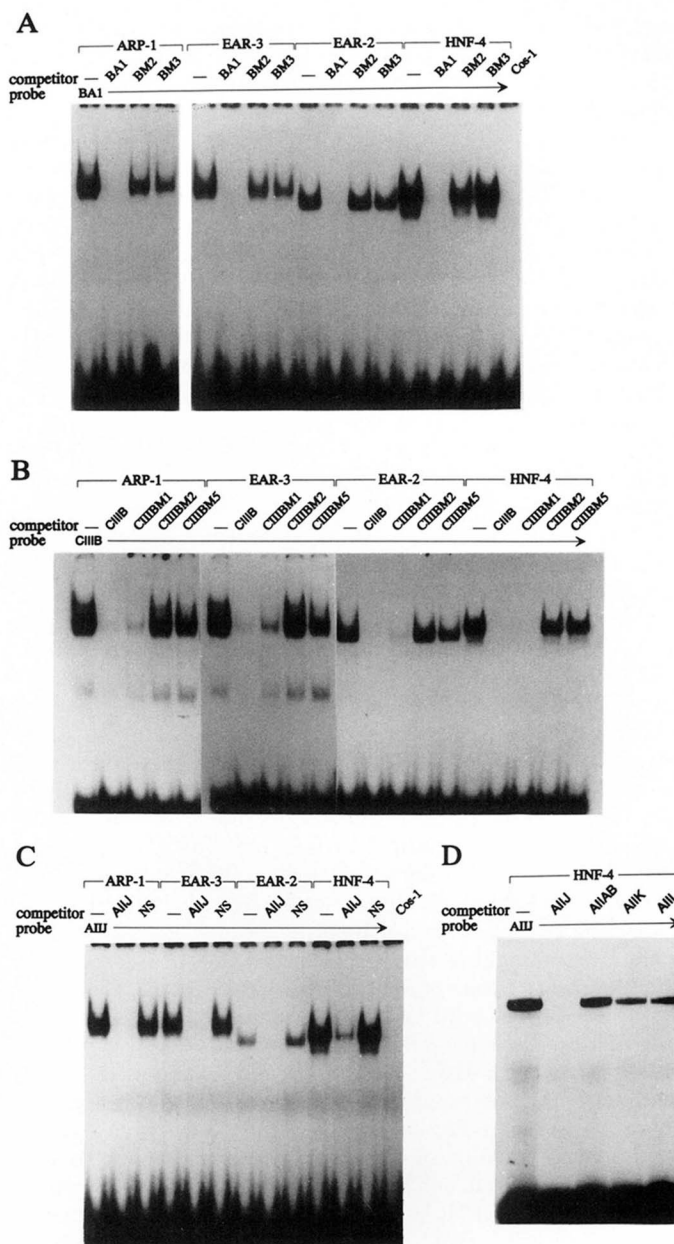 A
ARP-1 EAR-3 EAR-2 HNF-4
competitor — BA1 BM2 BM3 — BA1 BM2 BM3 — BA1 BM2 BM3 — BA1 BM2 BM3 Cos-1
probe BA1
B
ARP-1 EAR-3 EAR-2 HNF-4
competitor — CIIIB CIIIBM1 CIIIBM2 CIIIBM5 — CIIIB CIIIBM1 CIIIBM2 CIIIBM5 — CIIIB CIIIBM1 CIIIBM2 CIIIBM5 — CIIIB CIIIBM1 CIIIBM2 CIIIBM5
probe CIIIB
C
ARP-1 EAR-3 EAR-2 HNF-4
competitor — AIIJ NS — AIIJ NS — AIIJ NS — AIIJ NS Cos-1
probe AIIJ
D
HNF-4
competitor — AIIJ AIIAB AIIK
probe AIIJ